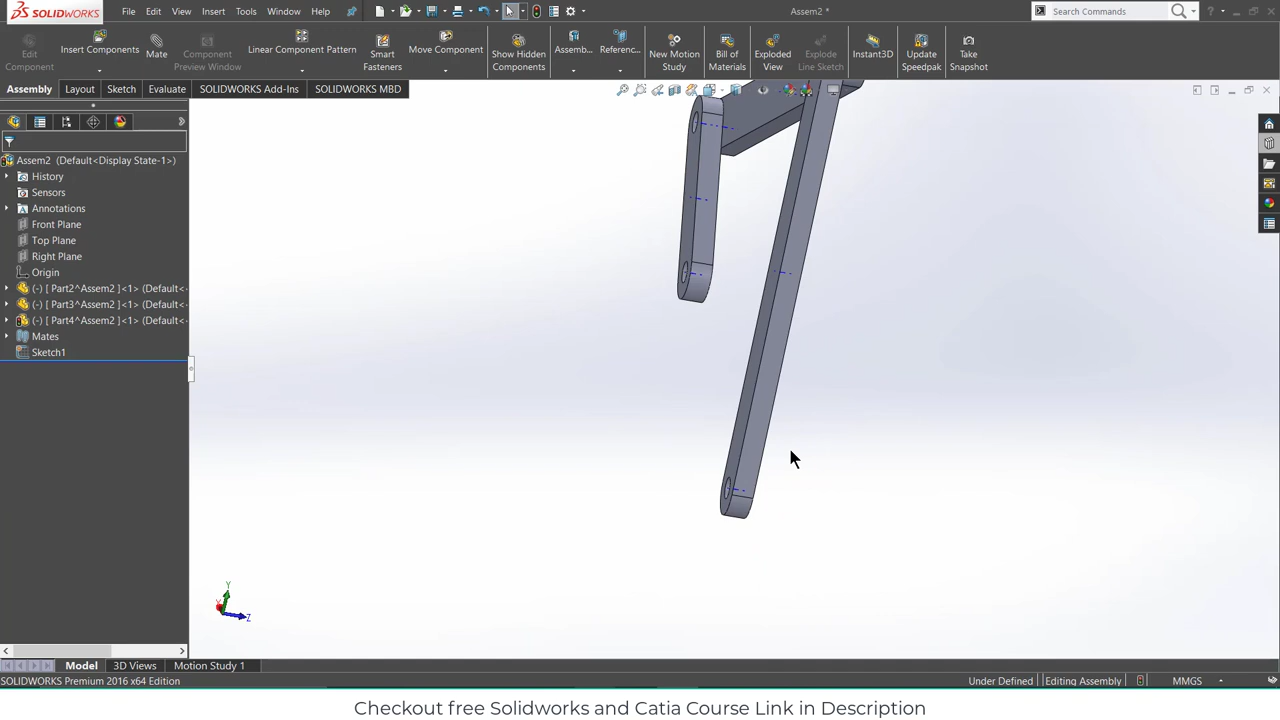 SOLIDWORKS File Edit View Insert Tools Window Help Assem2 * Search Commands
Edit Component Insert Components Mate Component Preview Window Linear Component Pattern Smart Fasteners Move Component Show Hidden Components Assemb... Referenc... New Motion Study Bill of Materials Exploded View Explode Line Sketch Instant3D Update Speedpak Take Snapshot
Assembly Layout Sketch Evaluate SOLIDWORKS Add-Ins SOLIDWORKS MBD
Assem2 (Default<Display State-1>)
History
Sensors
Annotations
Front Plane
Top Plane
Right Plane
Origin
(-) [ Part2^Assem2 ]<1> (Default<
(-) [ Part3^Assem2 ]<1> (Default<
(-) [ Part4^Assem2 ]<1> (Default<
Mates
Sketch1
Y
X
Z
Model 3D Views Motion Study 1
SOLIDWORKS Premium 2016 x64 Edition Under Defined Editing Assembly MMGS
Checkout free Solidworks and Catia Course Link in Description